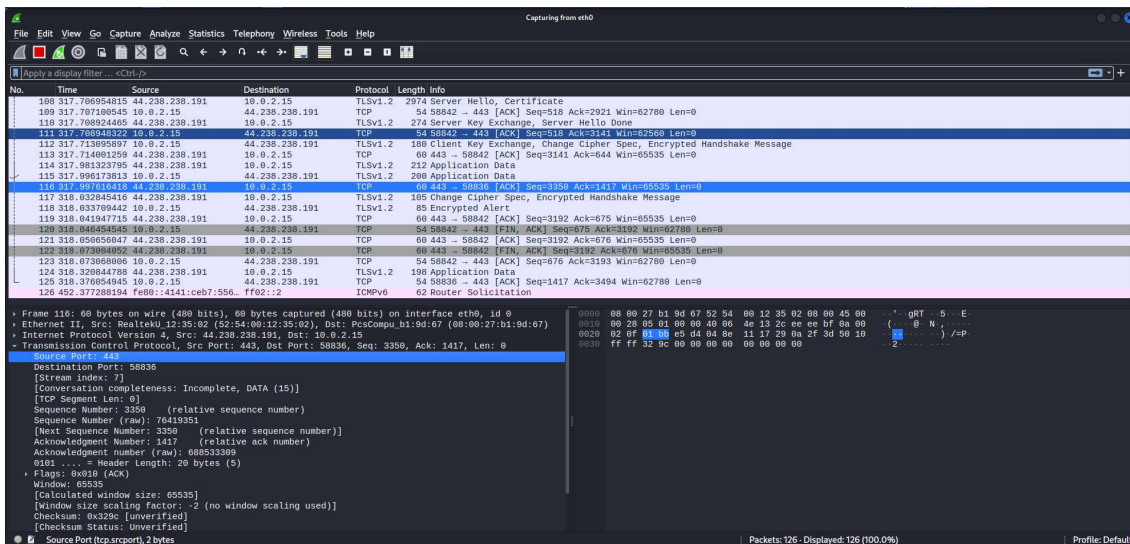 Capturing from eth0
File Edit View Go Capture Analyze Statistics Telephony Wireless Tools Help
Apply a display filter ... <Ctrl-/>
No. Time Source Destination Protocol Length Info
108 317.706954815 44.238.238.191 10.0.2.15 TLSv1.2 2974 Server Hello, Certificate
109 317.707100545 10.0.2.15 44.238.238.191 TCP 54 58842 → 443 [ACK] Seq=518 Ack=2921 Win=62780 Len=0
110 317.708924465 44.238.238.191 10.0.2.15 TLSv1.2 274 Server Key Exchange, Server Hello Done
111 317.708948322 10.0.2.15 44.238.238.191 TCP 54 58842 → 443 [ACK] Seq=518 Ack=3141 Win=62560 Len=0
112 317.713095897 10.0.2.15 44.238.238.191 TLSv1.2 180 Client Key Exchange, Change Cipher Spec, Encrypted Handshake Message
113 317.714001259 44.238.238.191 10.0.2.15 TCP 60 443 → 58842 [ACK] Seq=3141 Ack=644 Win=65535 Len=0
114 317.981323795 44.238.238.191 10.0.2.15 TLSv1.2 212 Application Data
115 317.996173813 10.0.2.15 44.238.238.191 TLSv1.2 200 Application Data
116 317.997616418 44.238.238.191 10.0.2.15 TCP 60 443 → 58836 [ACK] Seq=3350 Ack=1417 Win=65535 Len=0
117 318.032845416 44.238.238.191 10.0.2.15 TLSv1.2 105 Change Cipher Spec, Encrypted Handshake Message
118 318.033709442 10.0.2.15 44.238.238.191 TLSv1.2 85 Encrypted Alert
119 318.041947715 44.238.238.191 10.0.2.15 TCP 60 443 → 58842 [ACK] Seq=3192 Ack=675 Win=65535 Len=0
120 318.046454545 10.0.2.15 44.238.238.191 TCP 54 58842 → 443 [FIN, ACK] Seq=675 Ack=3192 Win=62780 Len=0
121 318.050656047 44.238.238.191 10.0.2.15 TCP 60 443 → 58842 [ACK] Seq=3192 Ack=676 Win=65535 Len=0
122 318.073004052 44.238.238.191 10.0.2.15 TCP 60 443 → 58842 [FIN, ACK] Seq=3192 Ack=676 Win=65535 Len=0
123 318.073068006 10.0.2.15 44.238.238.191 TCP 54 58842 → 443 [ACK] Seq=676 Ack=3193 Win=62780 Len=0
124 318.320844788 44.238.238.191 10.0.2.15 TLSv1.2 198 Application Data
125 318.376054945 10.0.2.15 44.238.238.191 TCP 54 58836 → 443 [ACK] Seq=1417 Ack=3494 Win=62780 Len=0
126 452.377288194 fe80::4141:ceb7:556… ff02::2 ICMPv6 62 Router Solicitation
Frame 116: 60 bytes on wire (480 bits), 60 bytes captured (480 bits) on interface eth0, id 0
Ethernet II, Src: RealtekU_12:35:02 (52:54:00:12:35:02), Dst: PcsCompu_b1:9d:67 (08:00:27:b1:9d:67)
Internet Protocol Version 4, Src: 44.238.238.191, Dst: 10.0.2.15
Transmission Control Protocol, Src Port: 443, Dst Port: 58836, Seq: 3350, Ack: 1417, Len: 0
Source Port: 443
Destination Port: 58836
[Stream index: 7]
[Conversation completeness: Incomplete, DATA (15)]
[TCP Segment Len: 0]
Sequence Number: 3350 (relative sequence number)
Sequence Number (raw): 76419351
[Next Sequence Number: 3350 (relative sequence number)]
Acknowledgment Number: 1417 (relative ack number)
Acknowledgment number (raw): 688533309
0101 .... = Header Length: 20 bytes (5)
Flags: 0x010 (ACK)
Window: 65535
[Calculated window size: 65535]
[Window size scaling factor: -2 (no window scaling used)]
Checksum: 0x329c [unverified]
[Checksum Status: Unverified]
0000 08 00 27 b1 9d 67 52 54 00 12 35 02 08 00 45 00 ··'··gRT ··5···E·
0010 00 28 05 01 00 00 40 06 4e 13 2c ee ee bf 0a 00 ·(····@· N·,·····
0020 02 0f 01 bb e5 d4 04 8e 11 17 29 0a 2f 3d 50 10 ········ ··)·/=P·
0030 ff ff 32 9c 00 00 00 00 00 00 00 00 ··2····· ····
Source Port (tcp.srcport), 2 bytes
Packets: 126 · Displayed: 126 (100.0%)
Profile: Default